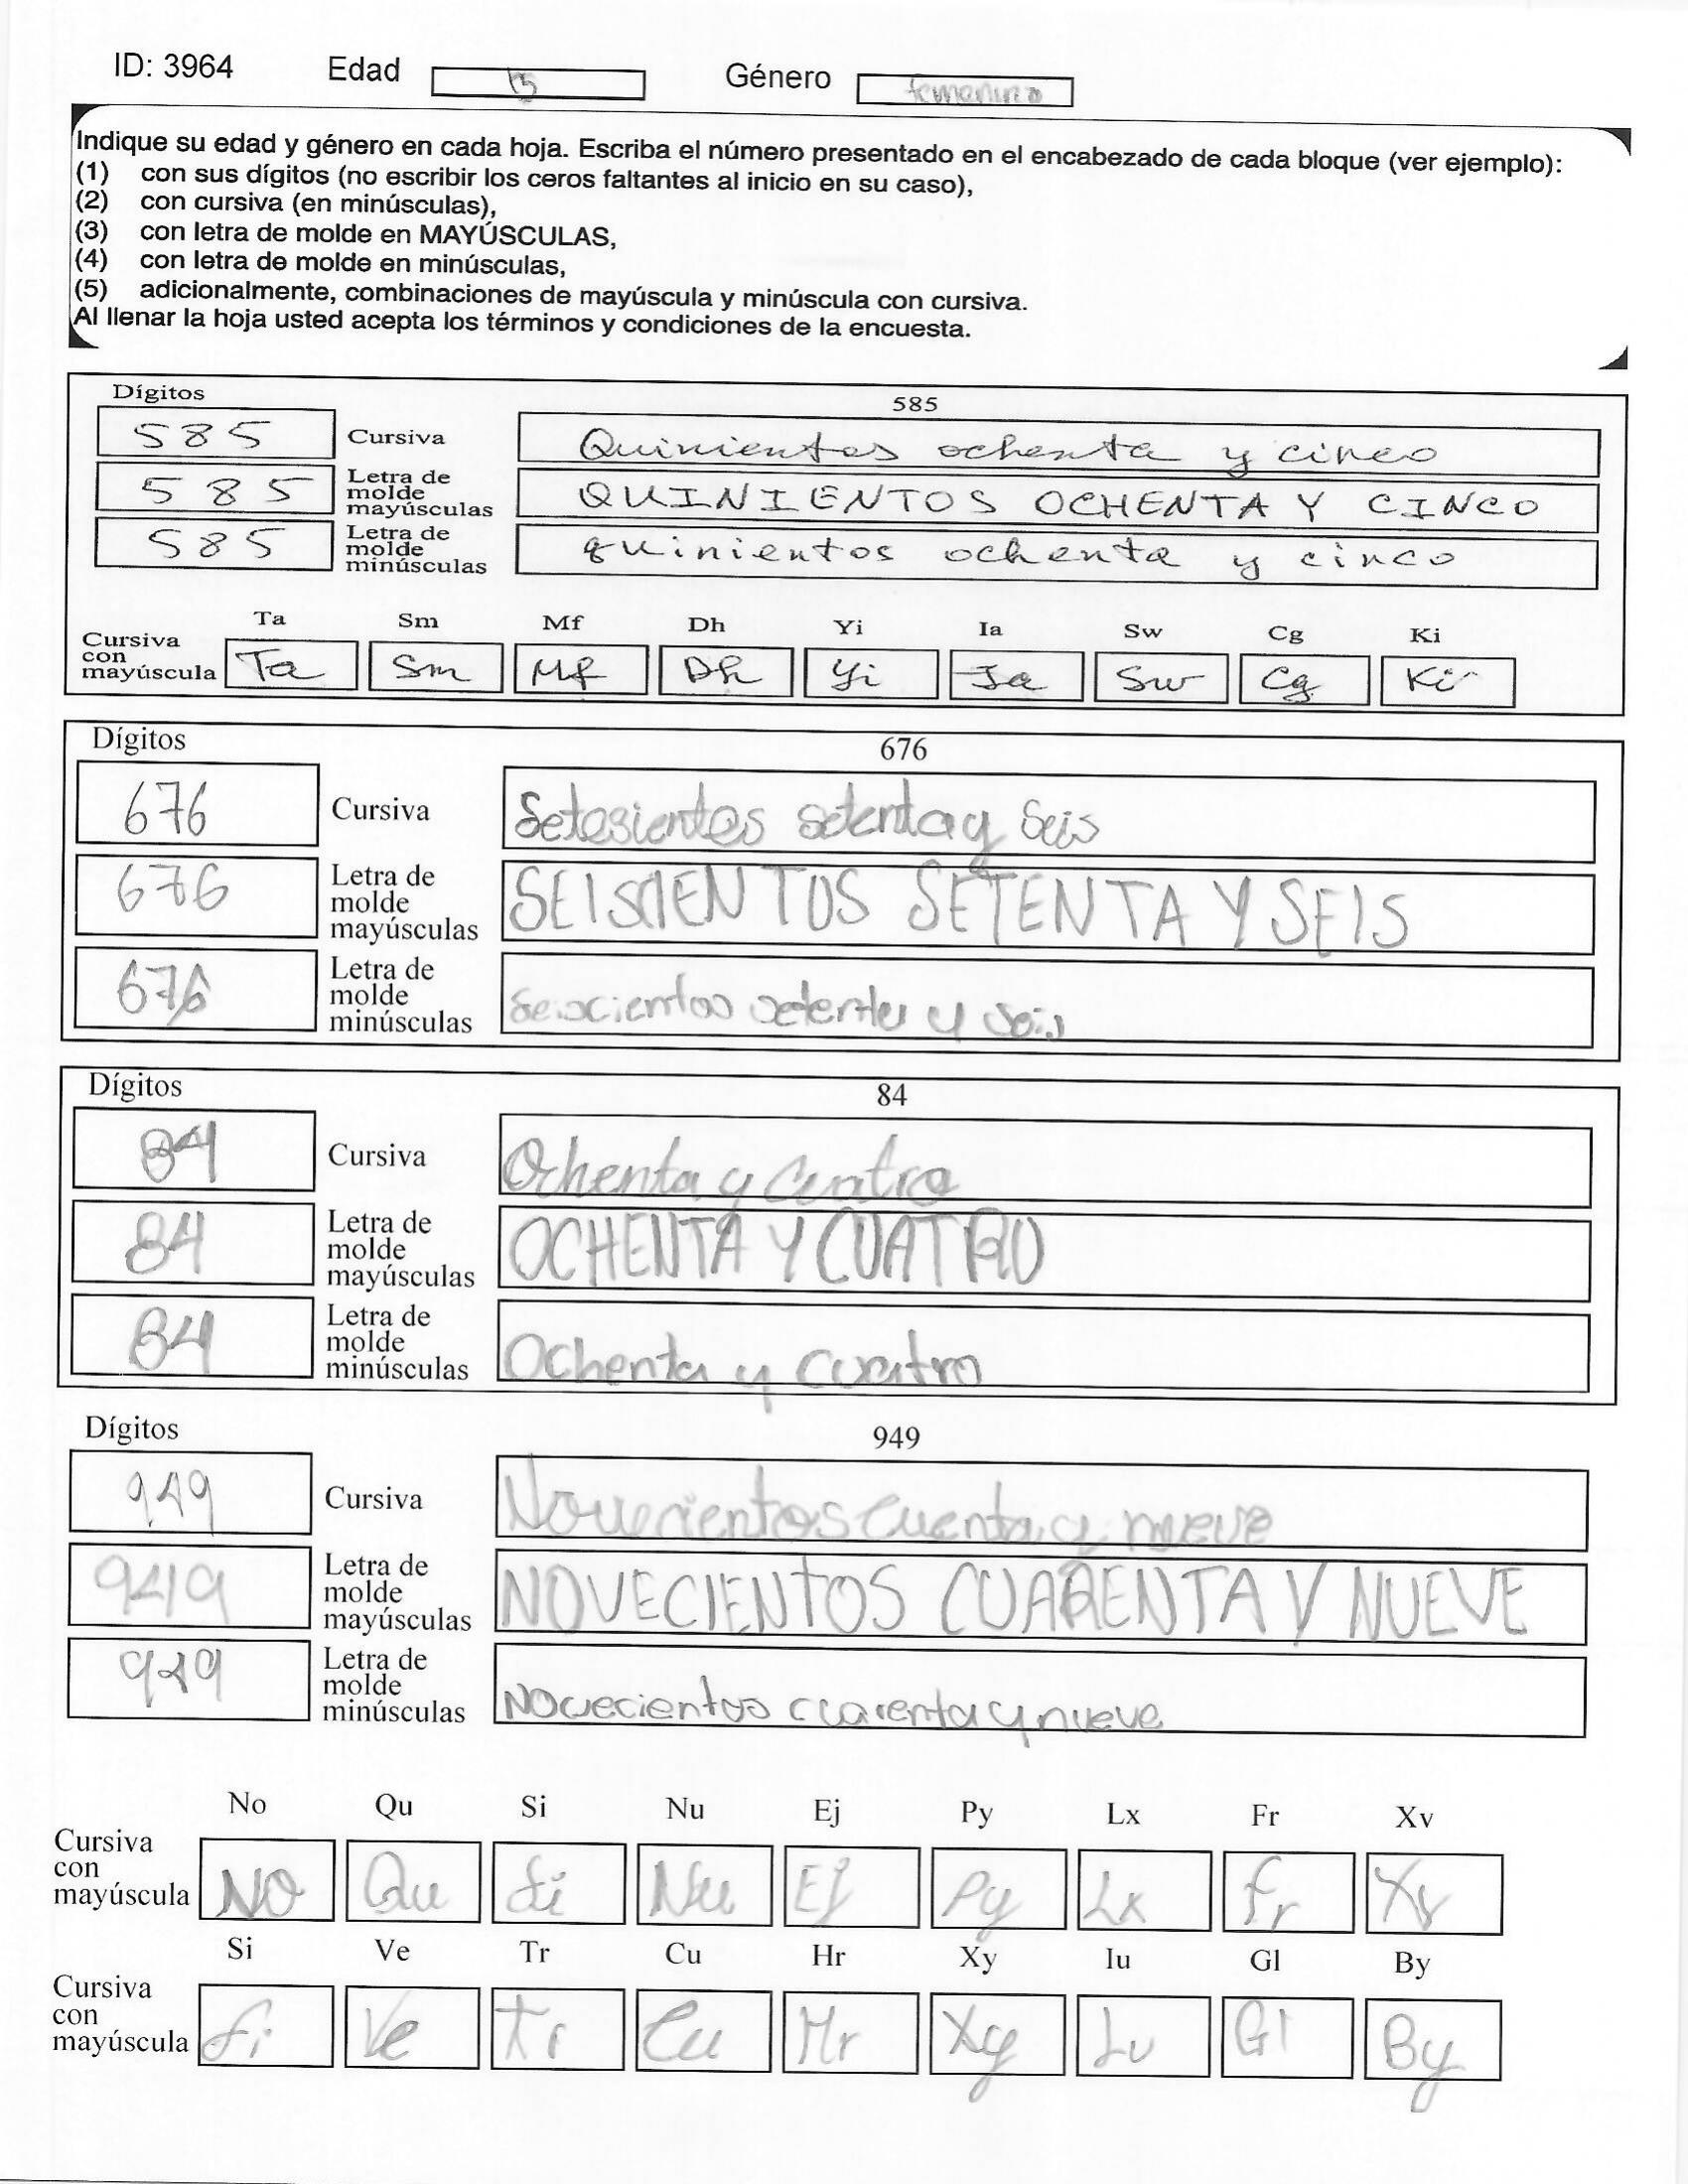 ID: 3964 Edad Género femenino
Indique su edad y género en cada hoja. Escriba el número presentado en el encabezado de cada bloque (ver ejemplo):
(1) con sus dígitos (no escribir los ceros faltantes al inicio en su caso),
(2) con cursiva (en minúsculas),
(3) con letra de molde en MAYÚSCULAS,
(4) con letra de molde en minúsculas,
(5) adicionalmente, combinaciones de mayúscula y minúscula con cursiva.
Al llenar la hoja usted acepta los términos y condiciones de la encuesta.
Dígitos 585
585 Cursiva Quinientos ochenta y cinco
585 Letra de molde mayúsculas QUINIENTOS OCHENTA Y CINCO
585 Letra de molde minúsculas quinientos ochenta y cinco
Ta Sm Mf Dh Yi Ia Sw Cg Ki
Cursiva con mayúscula Ta Sm Mf Dh Yi Ia Sw Cg Ki
Dígitos 676
676 Cursiva Setesientos setenta y Seis
676 Letra de molde mayúsculas SEISCIENTOS SETENTA Y SEIS
676 Letra de molde minúsculas Seiscientos setenta y seis
Dígitos 84
84 Cursiva Ochenta y
84 Letra de molde mayúsculas OCHENTA Y CUATRO
84 Letra de molde minúsculas Ochenta y cuatro
Dígitos 949
949 Cursiva Novecientos cuenta y nueve
949 Letra de molde mayúsculas NOVECIENTOS CUARENTA Y NUEVE
949 Letra de molde minúsculas Novecientos cuarenta y nueve
No Qu Si Nu Ej Py Lx Fr Xv
Cursiva con mayúscula NO Qu Si Nu Ej Py Lx Fr Xv
Si Ve Tr Cu Hr Xy Iu Gl By
Cursiva con mayúscula Si Ve Tr Cu Hr Xy Iu Gl By